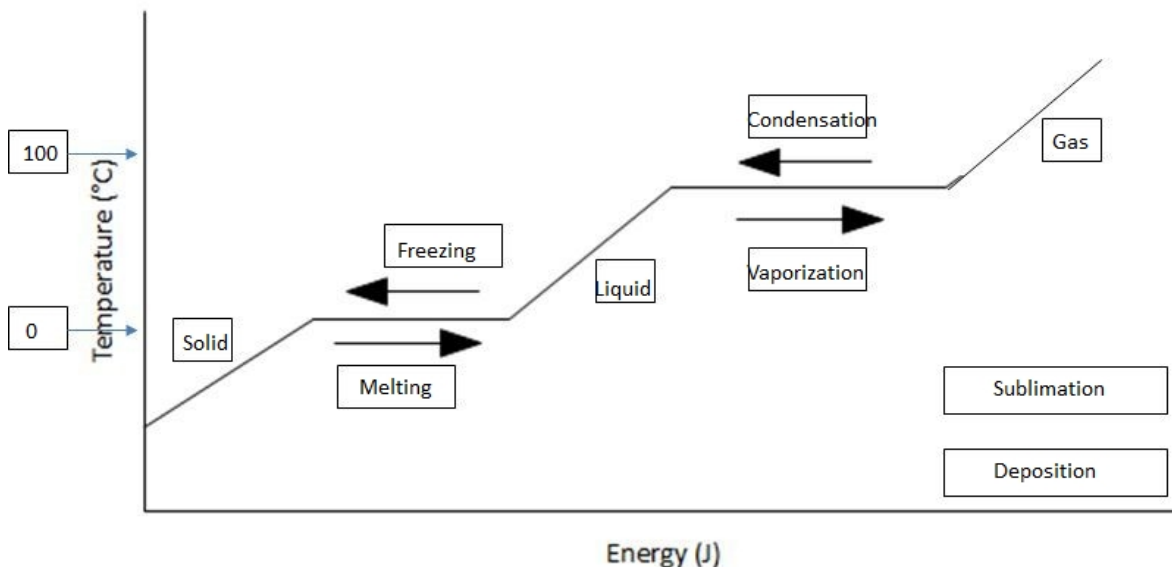 Condensation
Gas
100
Temperature (°C)
Freezing
Liquid
Vaporization
0
Solid
Melting
Sublimation
Deposition
Energy (J)